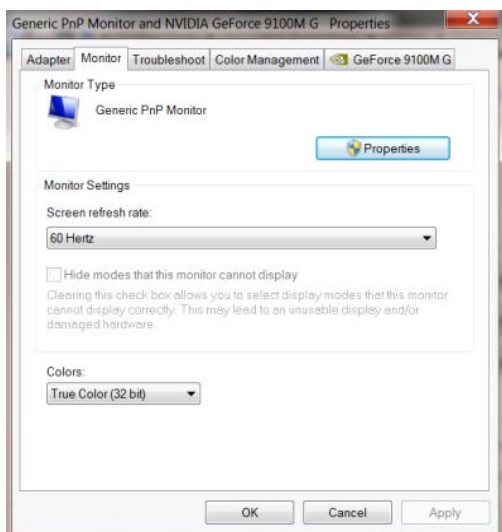 Generic PnP Monitor and NVIDIA GeForce 9100M G Properties
Adapter Monitor Troubleshoot Color Management GeForce 9100M G
Monitor Type
Generic PnP Monitor
Properties
Monitor Settings
Screen refresh rate:
60 Hertz
Hide modes that this monitor cannot display
Clearing this check box allows you to select display modes that this monitor
cannot display correctly. This may lead to an unusable display and/or
damaged hardware.
Colors:
True Color (32 bit)
OK Cancel Apply